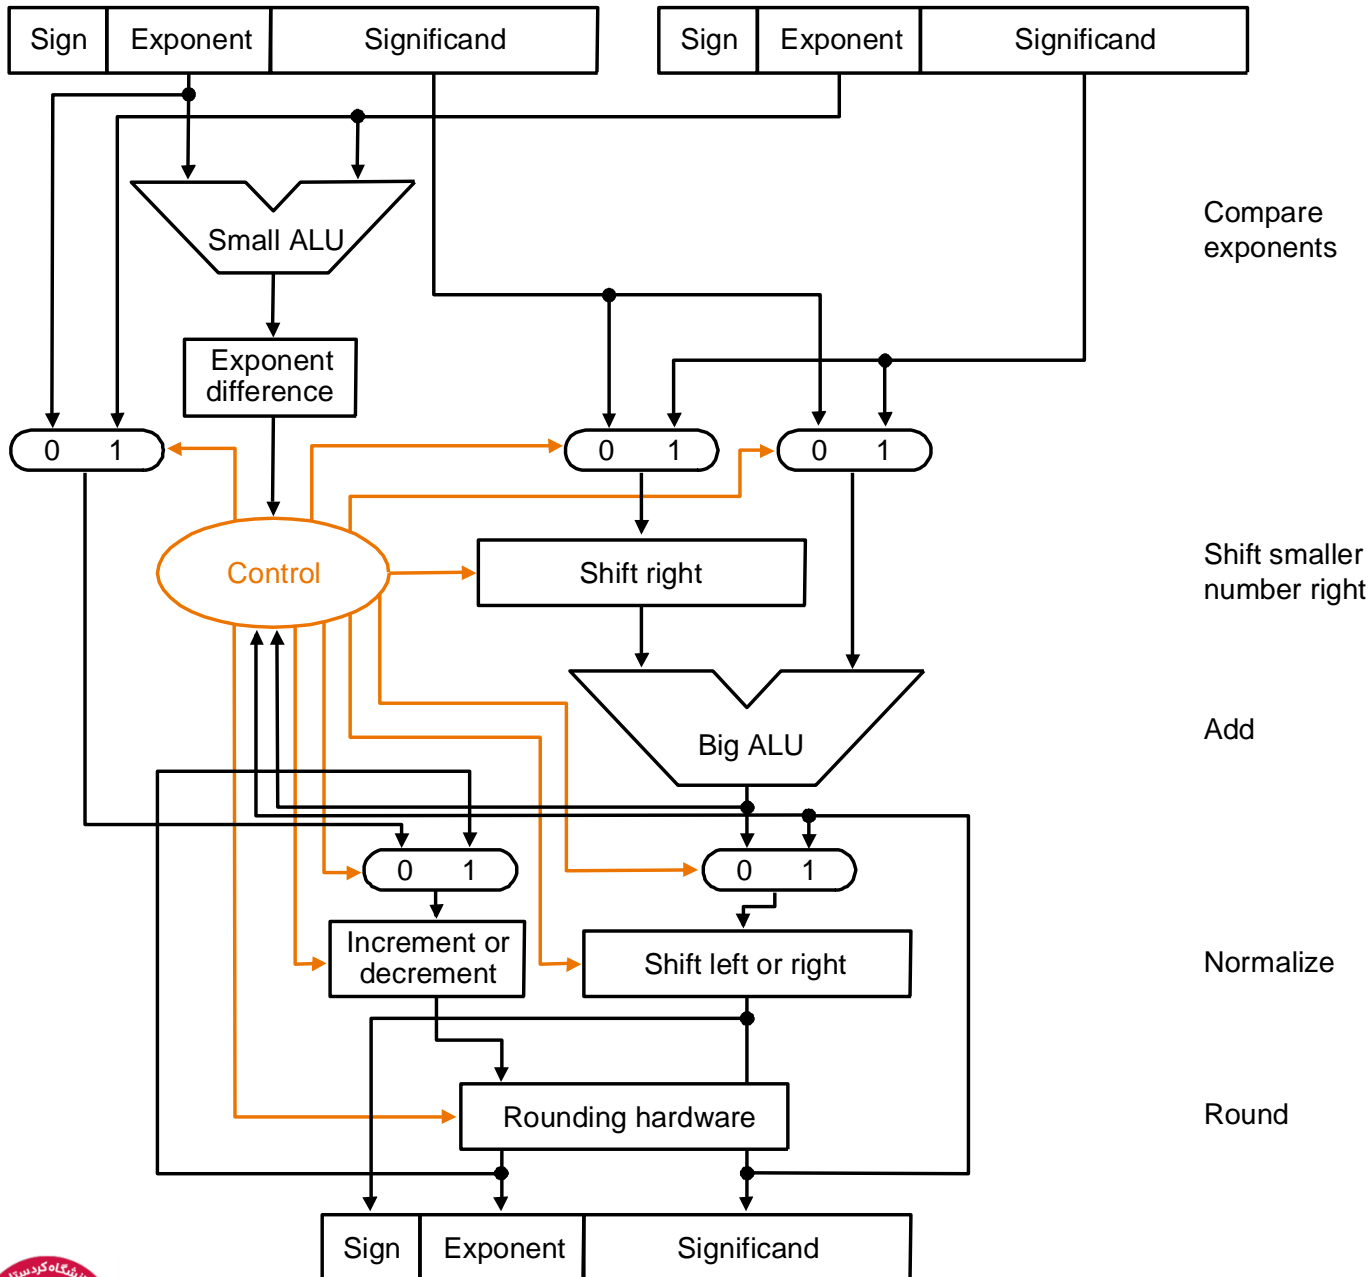 Sign Exponent Significand Sign Exponent Significand
Compare
exponents
Small ALU
Exponent
difference
0 1 0 1 0 1
Control
Shift right
Shift smaller
number right
Big ALU
Add
0 1 0 1
Increment or
decrement
Shift left or right
Normalize
Rounding hardware
Round
Sign Exponent Significand